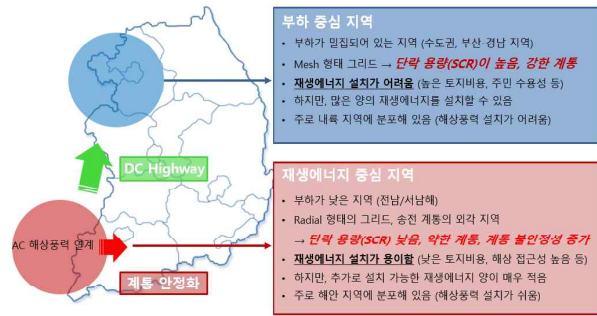 부하 중심 지역
• 부하가 밀집되어 있는 지역 (수도권, 부산-경남 지역)
• Mesh 형태 그리드 → 단락 용량(SCR)이 높음, 강한 계통
• 재생에너지 설치가 어려움 (높은 토지비용, 주민 수용성 등)
• 하지만, 많은 양의 재생에너지를 설치할 수 있음
• 주로 내륙 지역에 분포해 있음 (해상풍력 설치가 어려움)
DC Highway
AC 해상풍력 연계
계통 안정화
재생에너지 중심 지역
• 부하가 낮은 지역 (전남/서남해)
• Radial 형태의 그리드, 송전 계통의 외각 지역
→ 단락 용량(SCR) 낮음, 약한 계통, 계통 불안정성 증가
• 재생에너지 설치가 용이함 (낮은 토지비용, 해상 접근성 높음 등)
• 하지만, 추가로 설치 가능한 재생에너지 양이 매우 적음
• 주로 해안 지역에 분포해 있음 (해상풍력 설치가 쉬움)